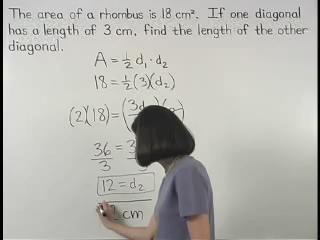 The area of a rhombus is 18 cm². If one diagonal
has a length of 3 cm, find the length of the other
diagonal.
A = ½ d₁ · d₂
18 = ½ (3)(d₂)
(2)(18) = (3d
36/3 = 3
12 = d₂
cm